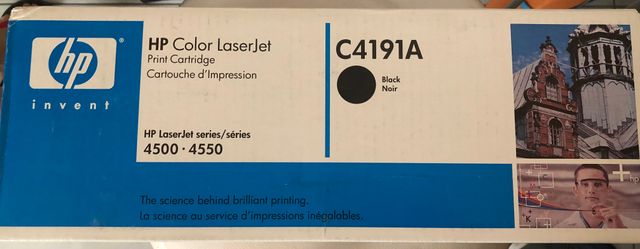 hp
invent
HP Color LaserJet
Print Cartridge
Cartouche d'Impression
HP LaserJet series/séries
4500 · 4550
C4191A
Black
Noir
The science behind brilliant printing.
La science au service d'impressions inégalables.
+hp